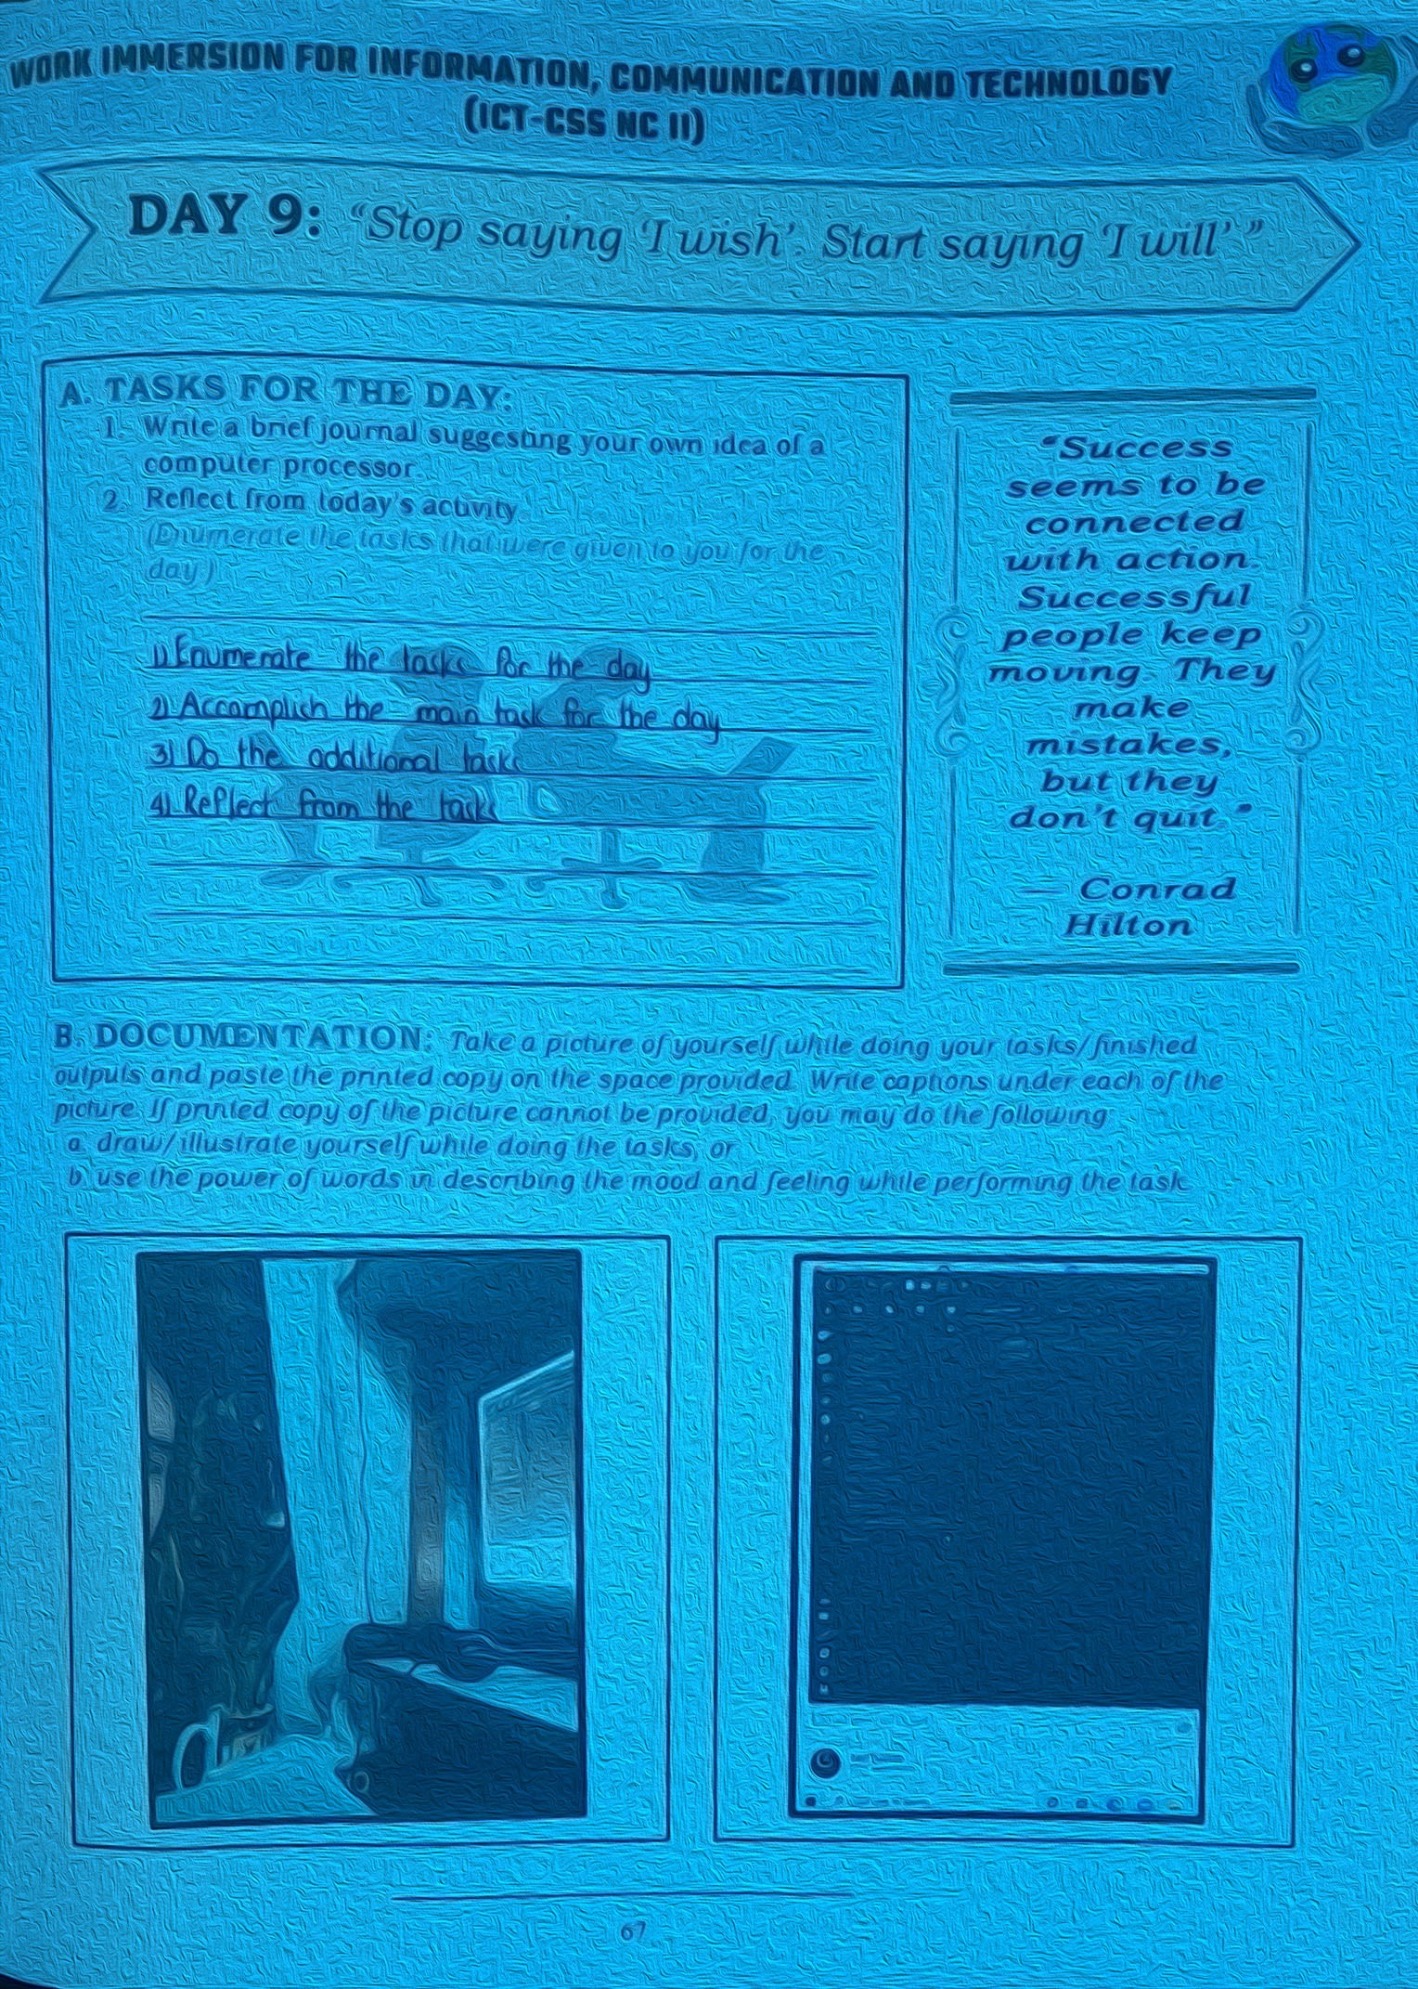 WORK IMMERSION FOR INFORMATION, COMMUNICATION AND TECHNOLOGY
(ICT-CSS NC II)
DAY 9: “Stop saying ‘I wish’. Start saying ‘I will’ ”
A. TASKS FOR THE DAY:
1. Write a brief journal suggesting your own idea of a
computer processor.
2. Reflect from today's activity.
(Enumerate the tasks that were given to you for the
day.)
1) Enumerate the tasks for the day
2) Accomplish the main task for the day
3) Do the additional tasks
4) Reflect from the tasks
“Success
seems to be
connected
with action.
Successful
people keep
moving. They
make
mistakes,
but they
don't quit.”
— Conrad
Hilton
B. DOCUMENTATION: Take a picture of yourself while doing your tasks/finished
outputs and paste the printed copy on the space provided. Write captions under each of the
picture. If printed copy of the picture cannot be provided, you may do the following:
a. draw/illustrate yourself while doing the tasks, or
b. use the power of words in describing the mood and feeling while performing the task.
67